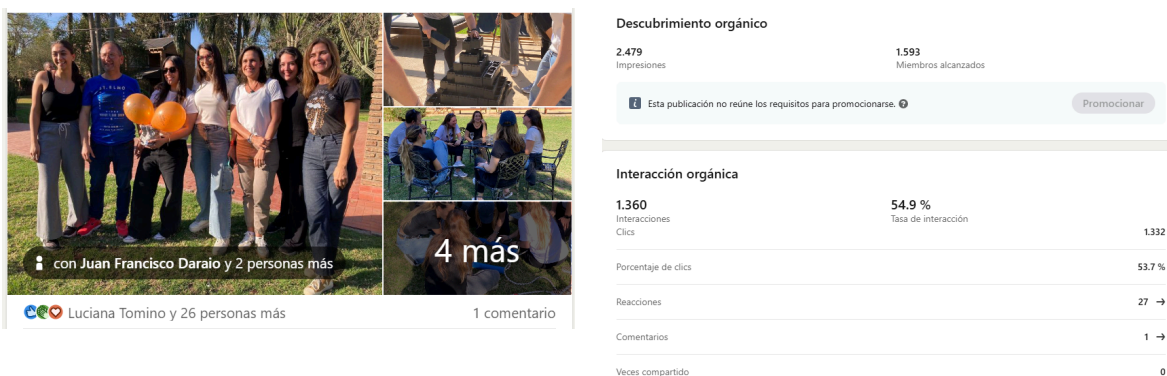 4 más
con Juan Francisco Daraio y 2 personas más
Luciana Tomino y 26 personas más
1 comentario
Descubrimiento orgánico
2.479
Impresiones
1.593
Miembros alcanzados
Esta publicación no reúne los requisitos para promocionarse.
Promocionar
Interacción orgánica
1.360
Interacciones
54.9 %
Tasa de interacción
Clics 1.332
Porcentaje de clics 53.7 %
Reacciones 27 →
Comentarios 1 →
Veces compartido 0